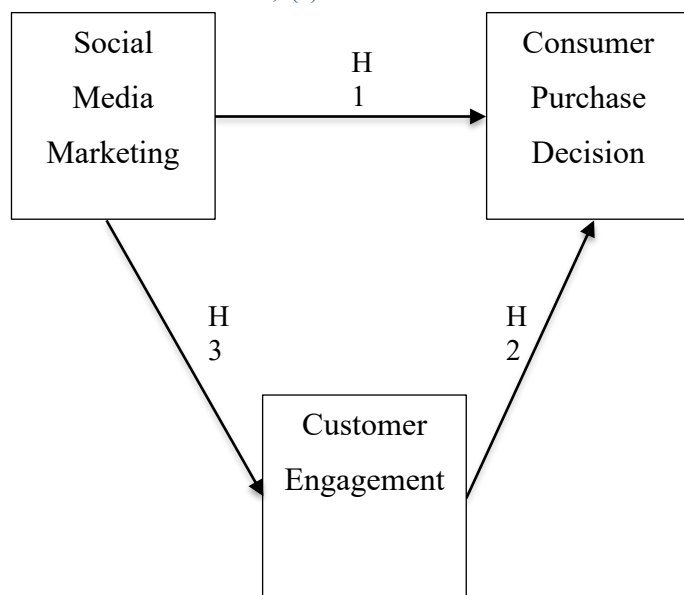 Social
Media
Marketing
H
1
Consumer
Purchase
Decision
H
3
H
2
Customer
Engagement